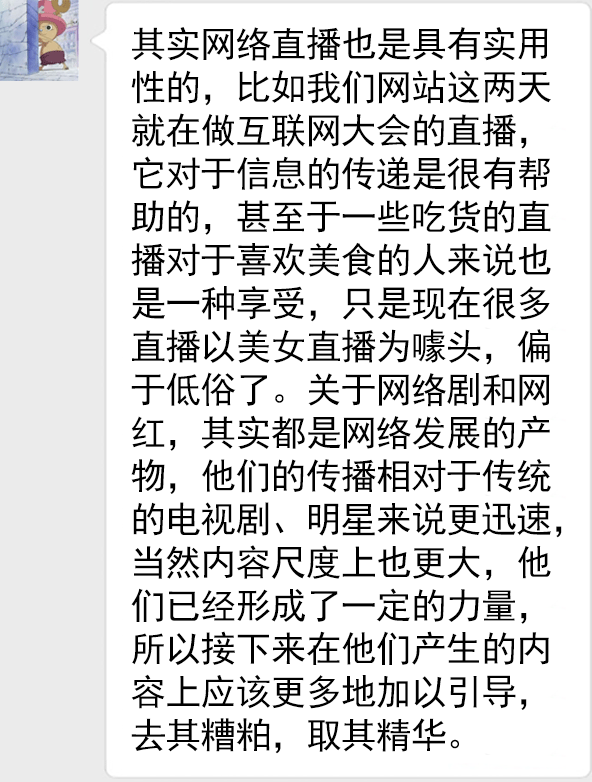 其实网络直播也是具有实用
性的，比如我们网站这两天
就在做互联网大会的直播，
它对于信息的传递是很有帮
助的，甚至于一些吃货的直
播对于喜欢美食的人来说也
是一种享受，只是现在很多
直播以美女直播为噱头，偏
于低俗了。关于网络剧和网
红，其实都是网络发展的产
物，他们的传播相对于传统
的电视剧、明星来说更迅速，
当然内容尺度上也更大，他
们已经形成了一定的力量，
所以接下来在他们产生的内
容上应该更多地加以引导，
去其糟粕，取其精华。